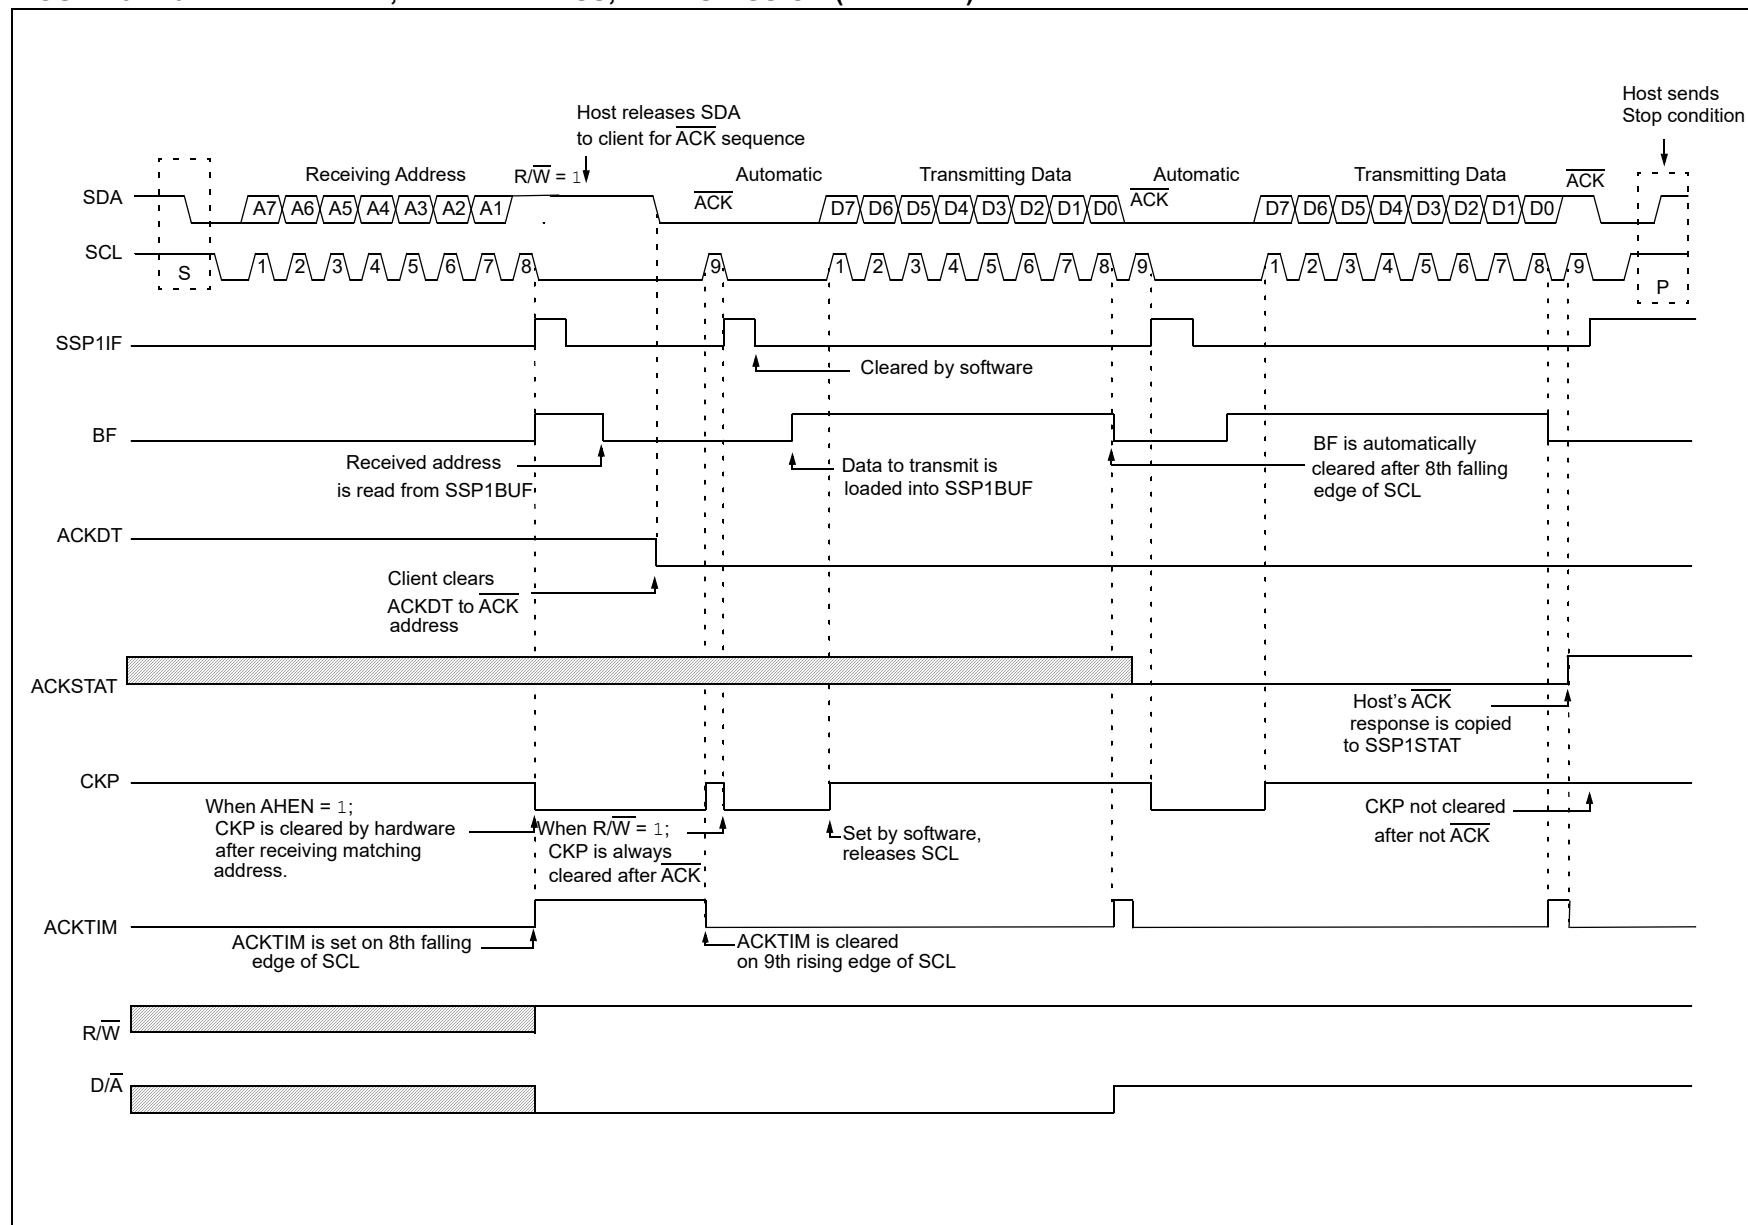 Host sends
Stop condition
Host releases SDA
to client for ACK sequence
Receiving Address
R/W = 1
Automatic
Transmitting Data
Automatic
Transmitting Data
ACK
SDA
A7 A6 A5 A4 A3 A2 A1
ACK
D7 D6 D5 D4 D3 D2 D1 D0
ACK
D7 D6 D5 D4 D3 D2 D1 D0
SCL
S
1 2 3 4 5 6 7 8 9 1 2 3 4 5 6 7 8 9 1 2 3 4 5 6 7 8 9
P
SSP1IF
Cleared by software
BF
Received address
is read from SSP1BUF
Data to transmit is
loaded into SSP1BUF
BF is automatically
cleared after 8th falling
edge of SCL
ACKDT
Client clears
ACKDT to ACK
address
ACKSTAT
Host's ACK
response is copied
to SSP1STAT
CKP
When AHEN = 1;
CKP is cleared by hardware
after receiving matching
address.
When R/W = 1;
CKP is always
cleared after ACK
Set by software,
releases SCL
CKP not cleared
after not ACK
ACKTIM
ACKTIM is set on 8th falling
edge of SCL
ACKTIM is cleared
on 9th rising edge of SCL
R/W
D/A